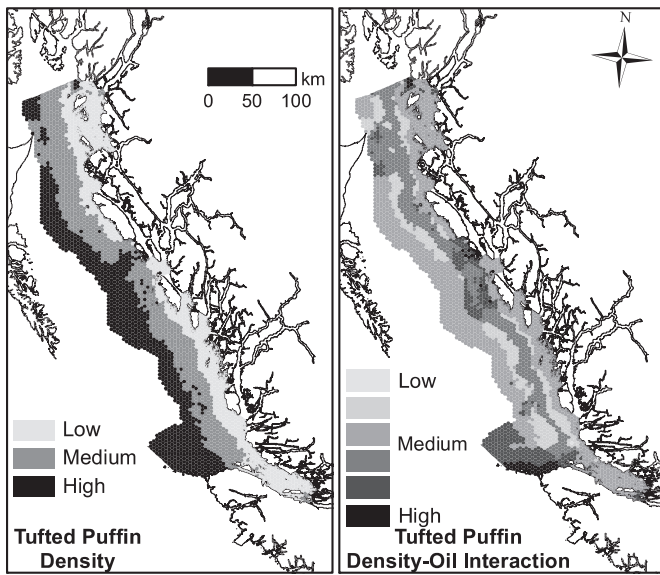 km
0 50 100
Low
Medium
High
Tufted Puffin
Density
N
Low
Medium
High
Tufted Puffin
Density-Oil Interaction